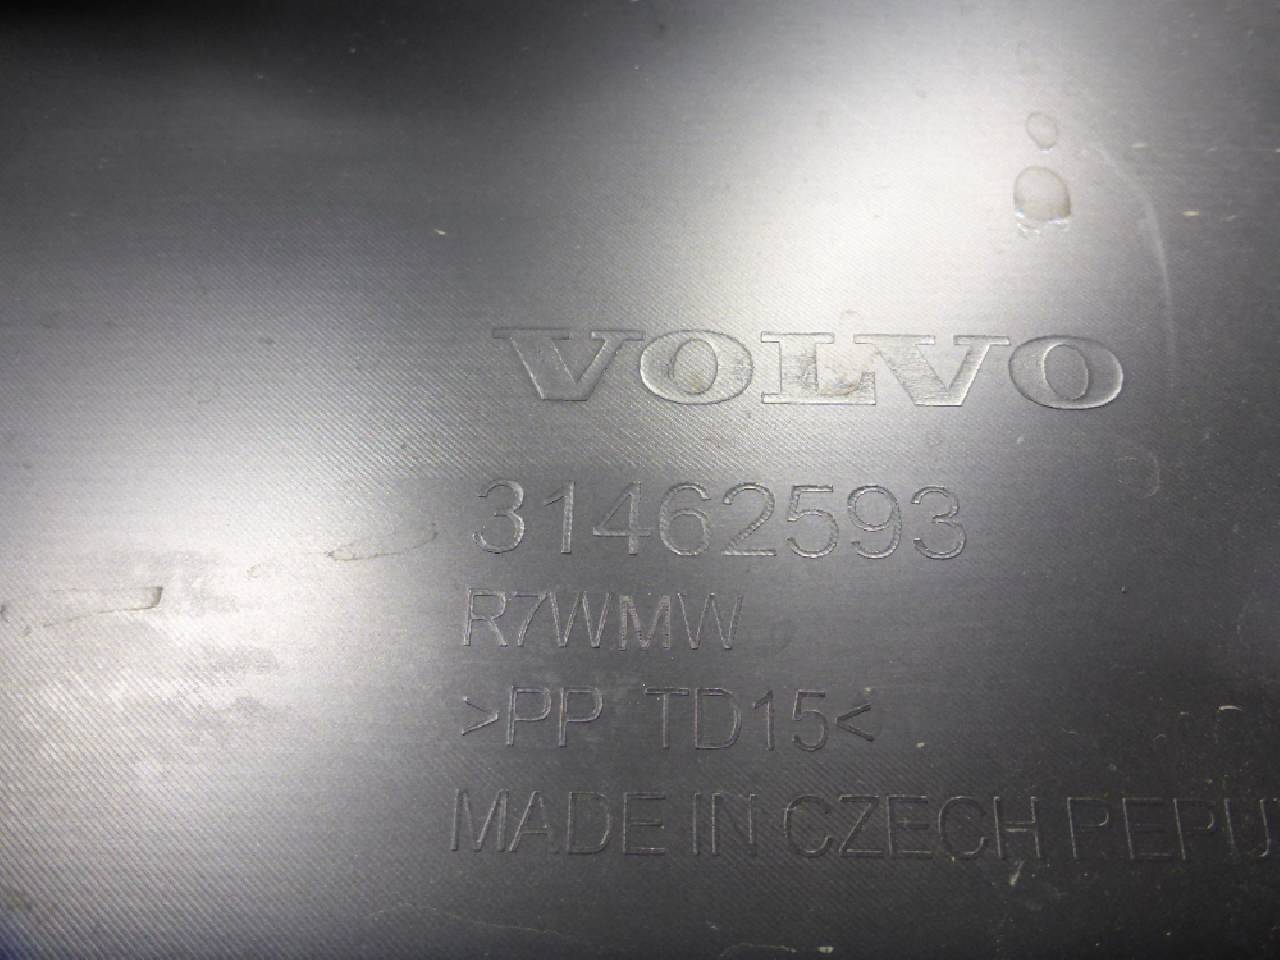 VOLVO
31462593
R7WMW
>PP TD15<
MADE IN CZECH